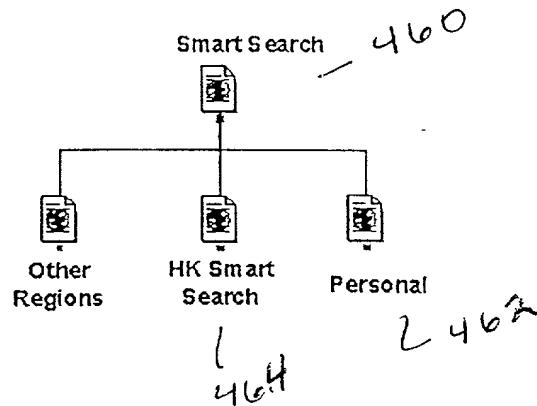 Smart Search
460
Other
Regions
HK Smart
Search
Personal
462
464